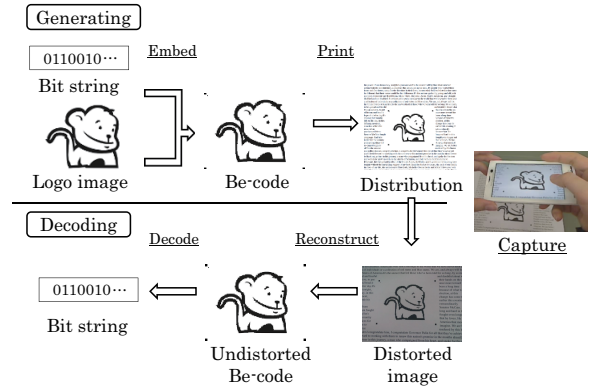 Generating
0110010⋯
Embed
Print
Bit string
Logo image
Be-code
Distribution
Decoding
Decode
Reconstruct
Capture
0110010⋯
Bit string
Undistorted
Be-code
Distorted
image